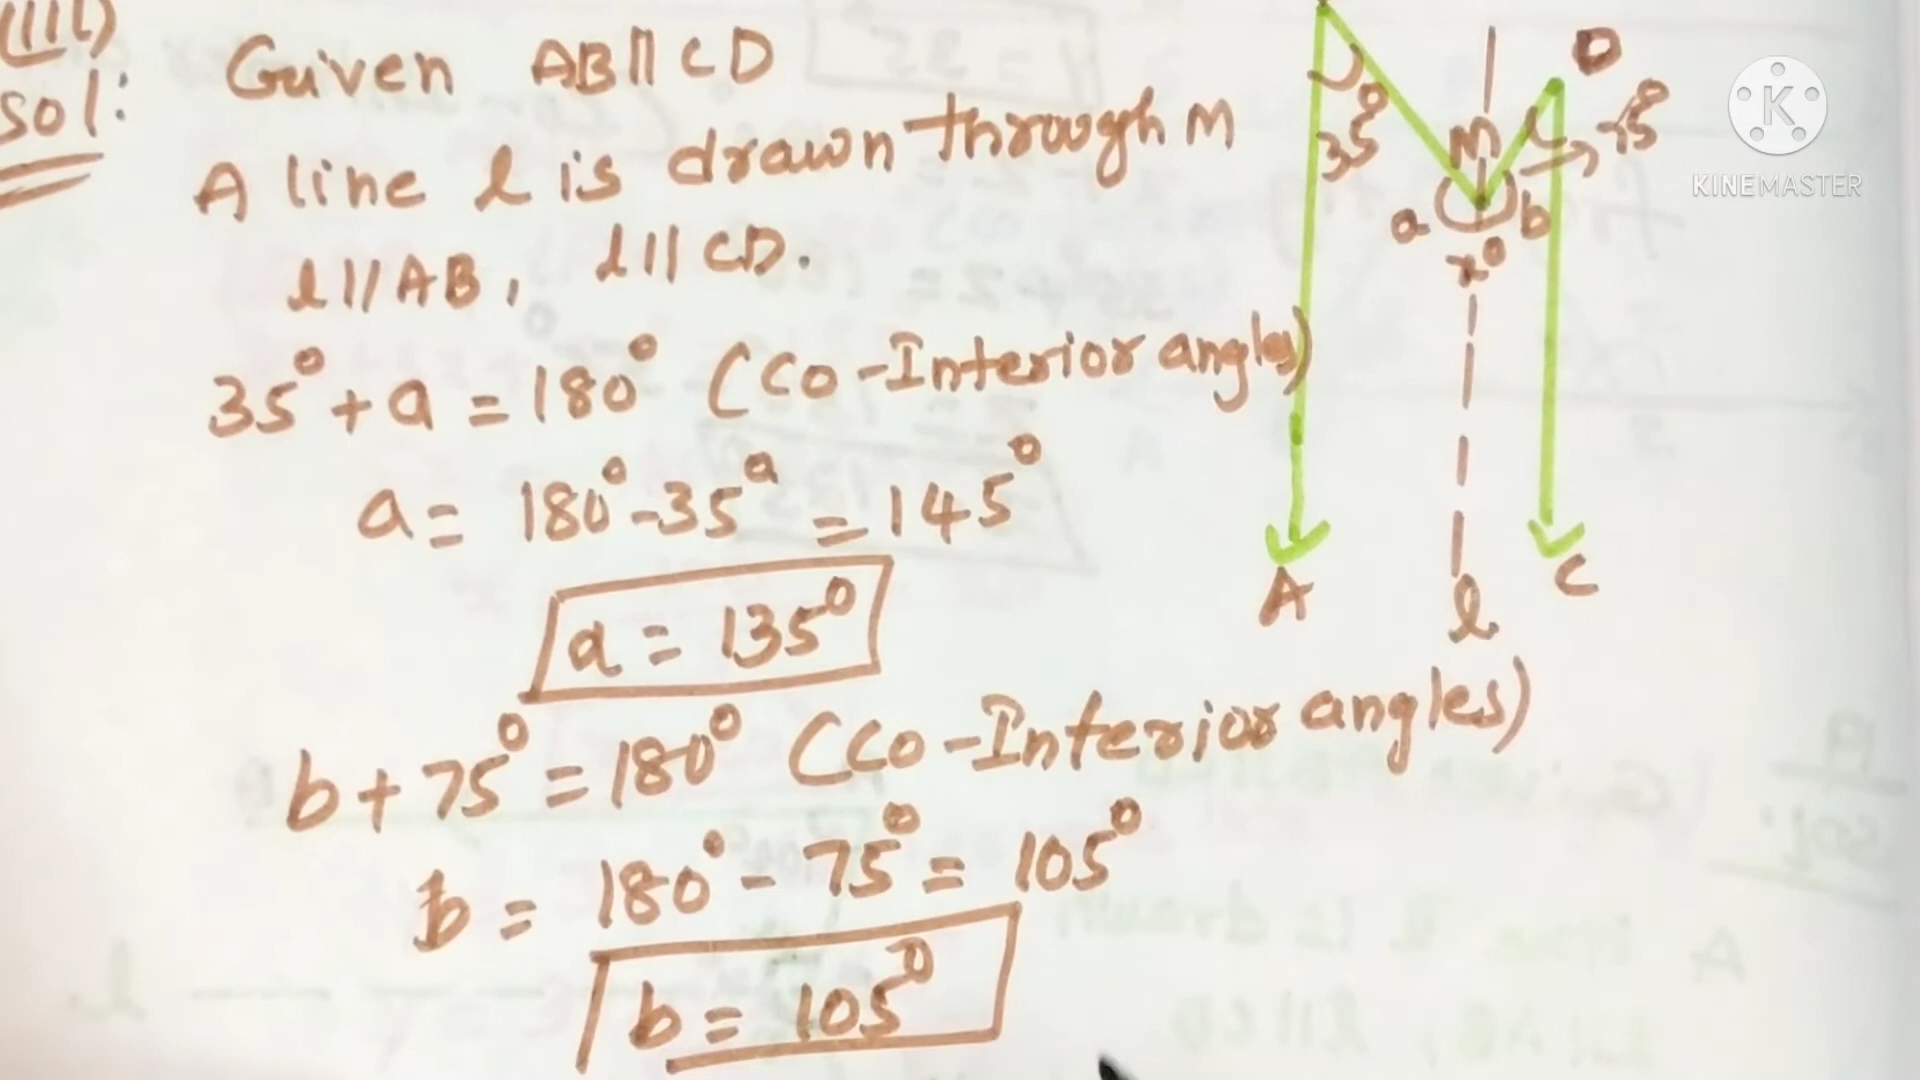 (iii)
Sol: Given AB || CD
A line l is drawn through M
l || AB, l || CD.
35° + a = 180° (Co-Interior angles)
a = 180° - 35° = 145°
a = 135°
b + 75° = 180° (Co-Interior angles)
b = 180° - 75° = 105°
b = 105°
D
35°
M
75°
a
b
x°
A
l
C
K
KINEMASTER